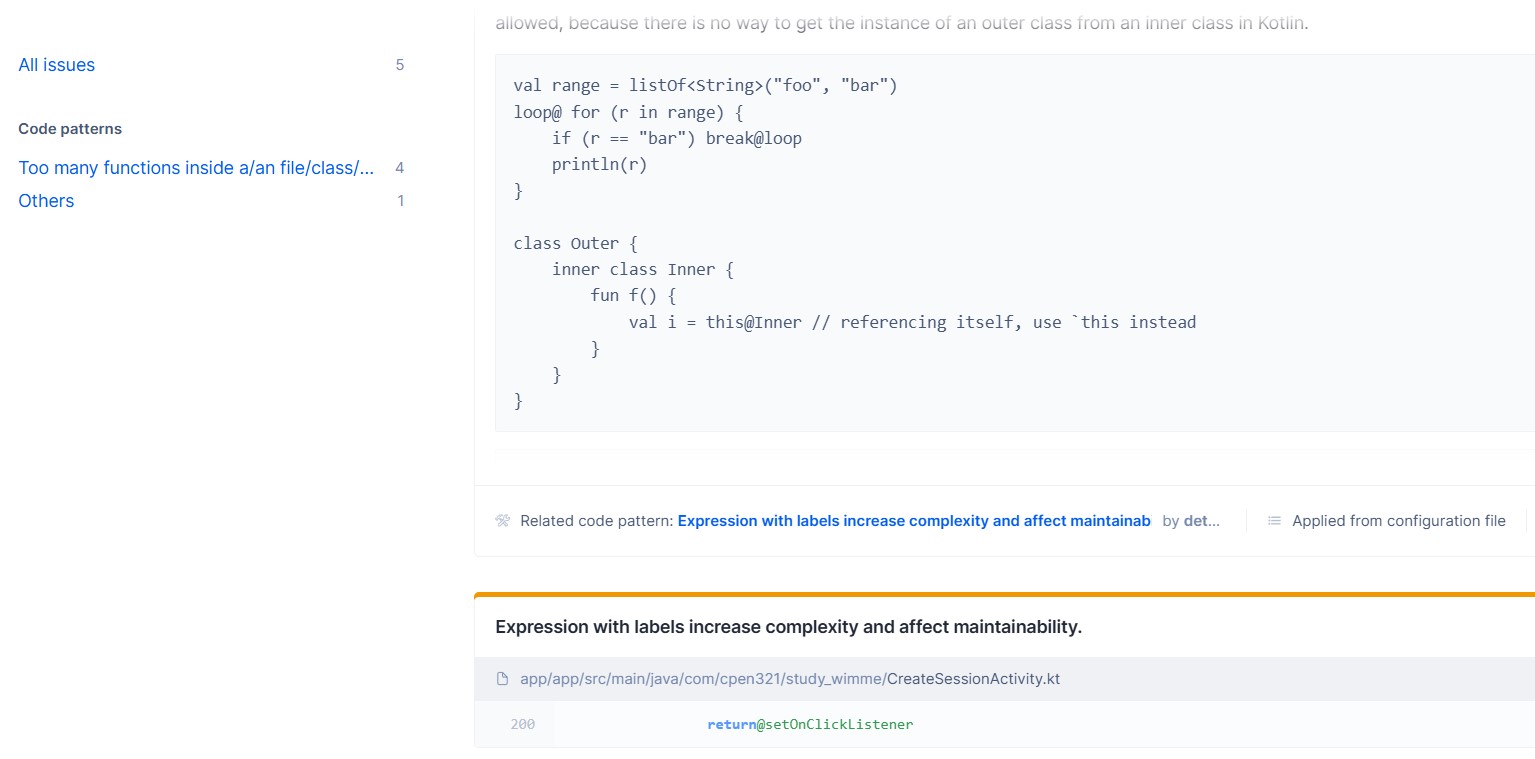 All issues 5
Code patterns
Too many functions inside a/an file/class/... 4
Others 1
allowed, because there is no way to get the instance of an outer class from an inner class in Kotlin.
val range = listOf<String>("foo", "bar")
loop@ for (r in range) {
    if (r == "bar") break@loop
    println(r)
}
class Outer {
    inner class Inner {
        fun f() {
            val i = this@Inner // referencing itself, use `this instead
        }
    }
}
Related code pattern: Expression with labels increase complexity and affect maintainab by det... Applied from configuration file
Expression with labels increase complexity and affect maintainability.
app/app/src/main/java/com/cpen321/study_wimme/CreateSessionActivity.kt
200 return@setOnClickListener